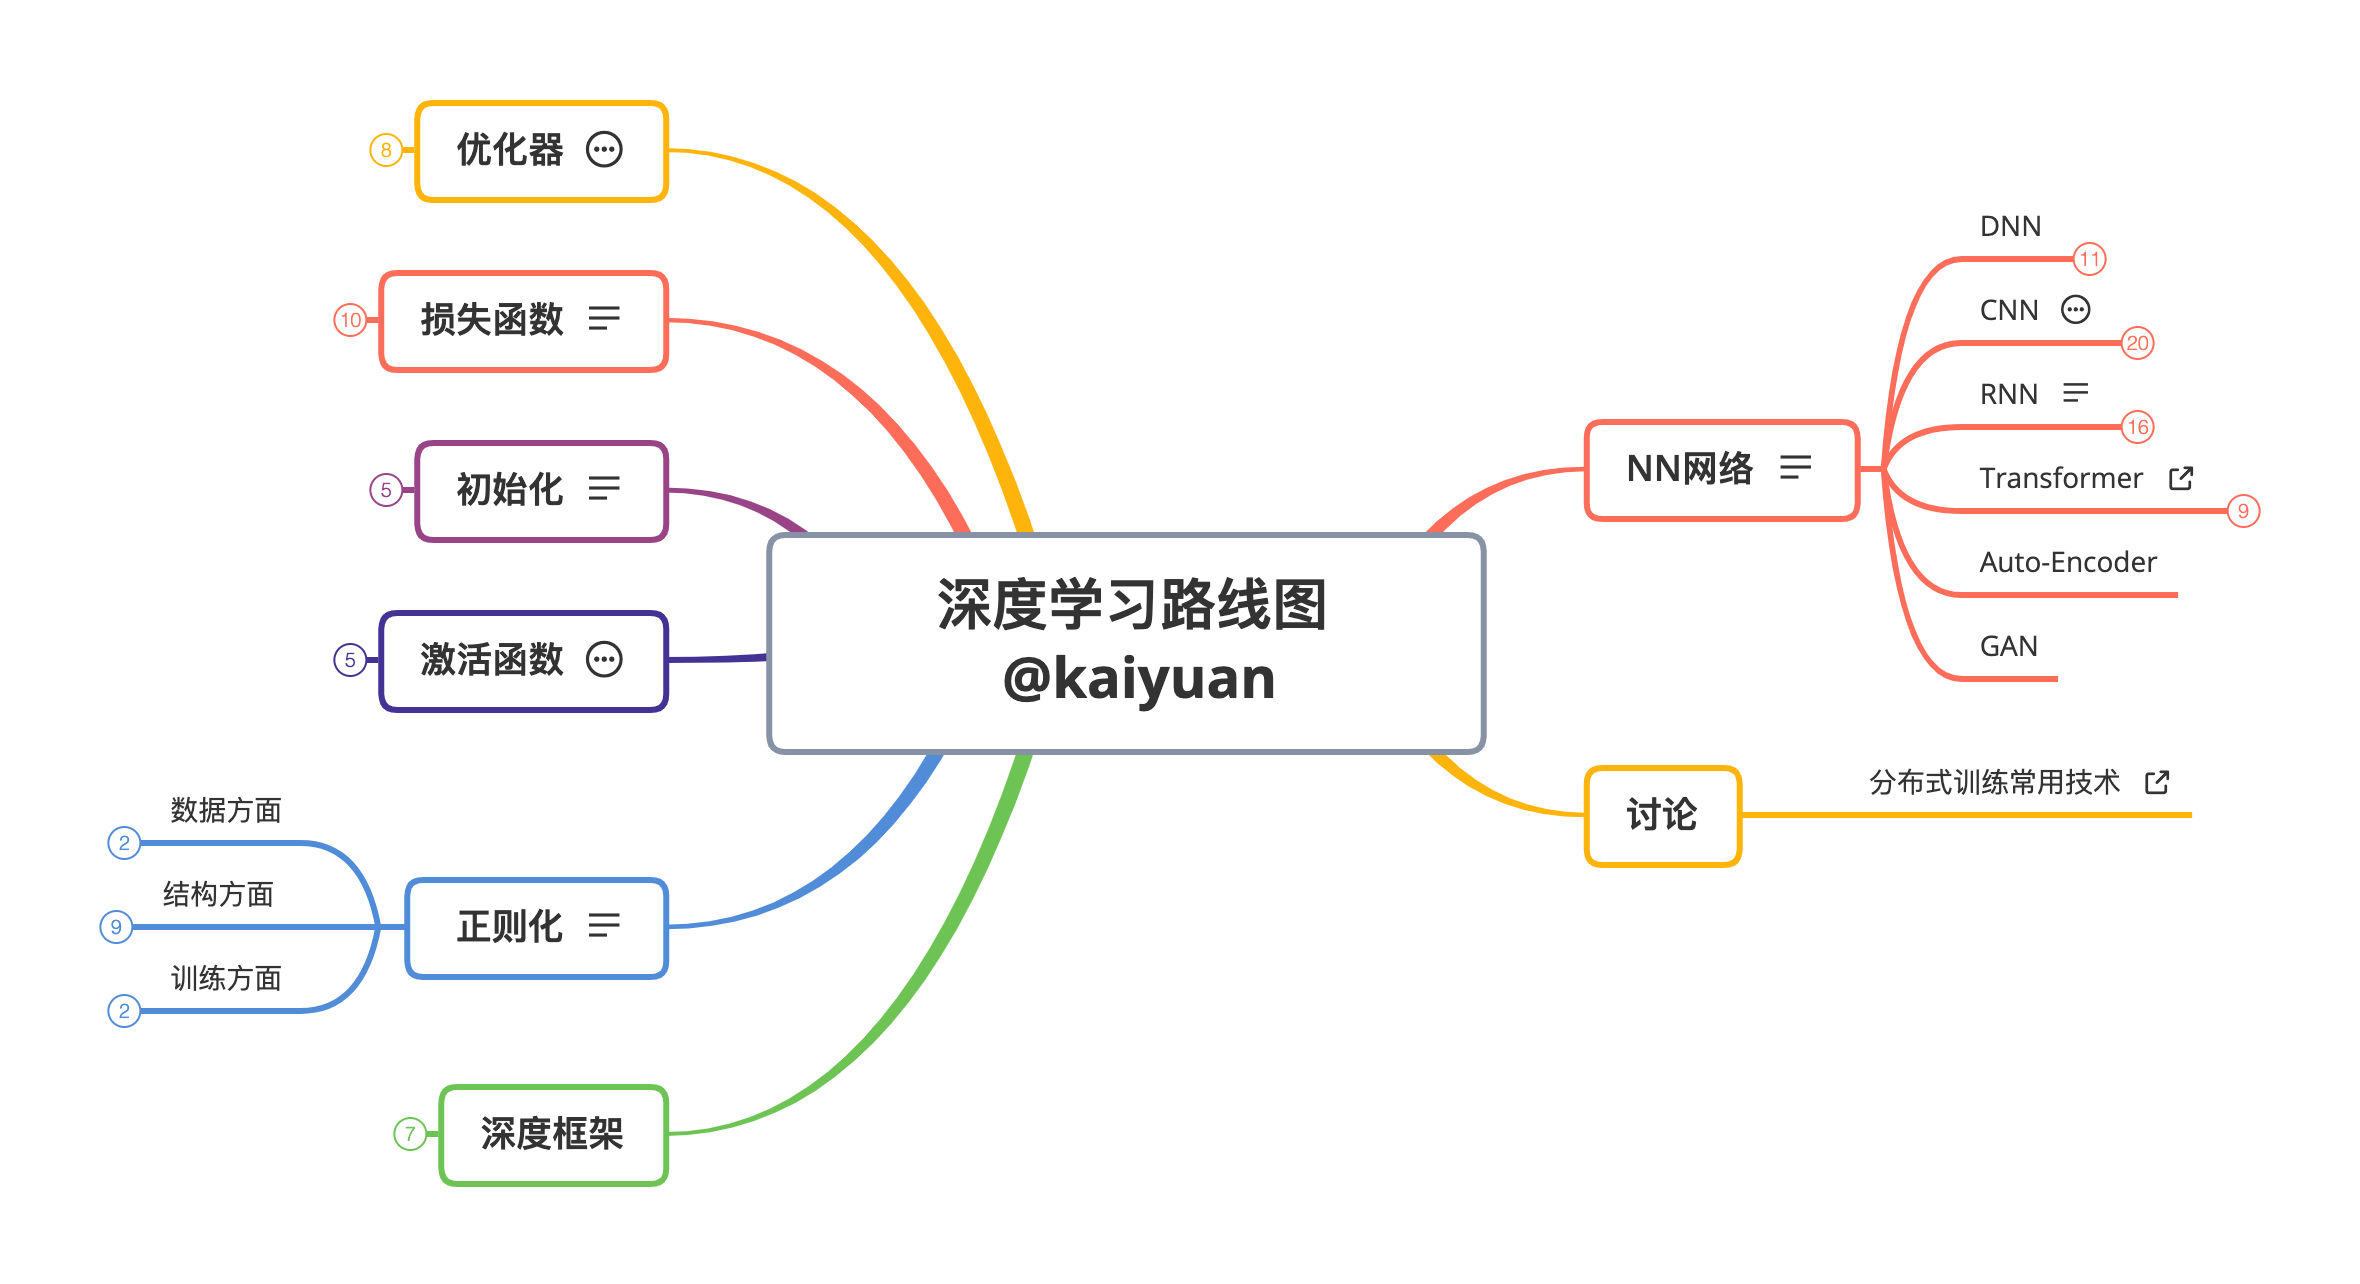 深度学习路线图
@kaiyuan
NN网络
DNN
11
CNN
20
RNN
16
Transformer
9
Auto-Encoder
GAN
讨论
分布式训练常用技术
优化器
8
损失函数
10
初始化
5
激活函数
5
正则化
数据方面
2
结构方面
9
训练方面
2
深度框架
7